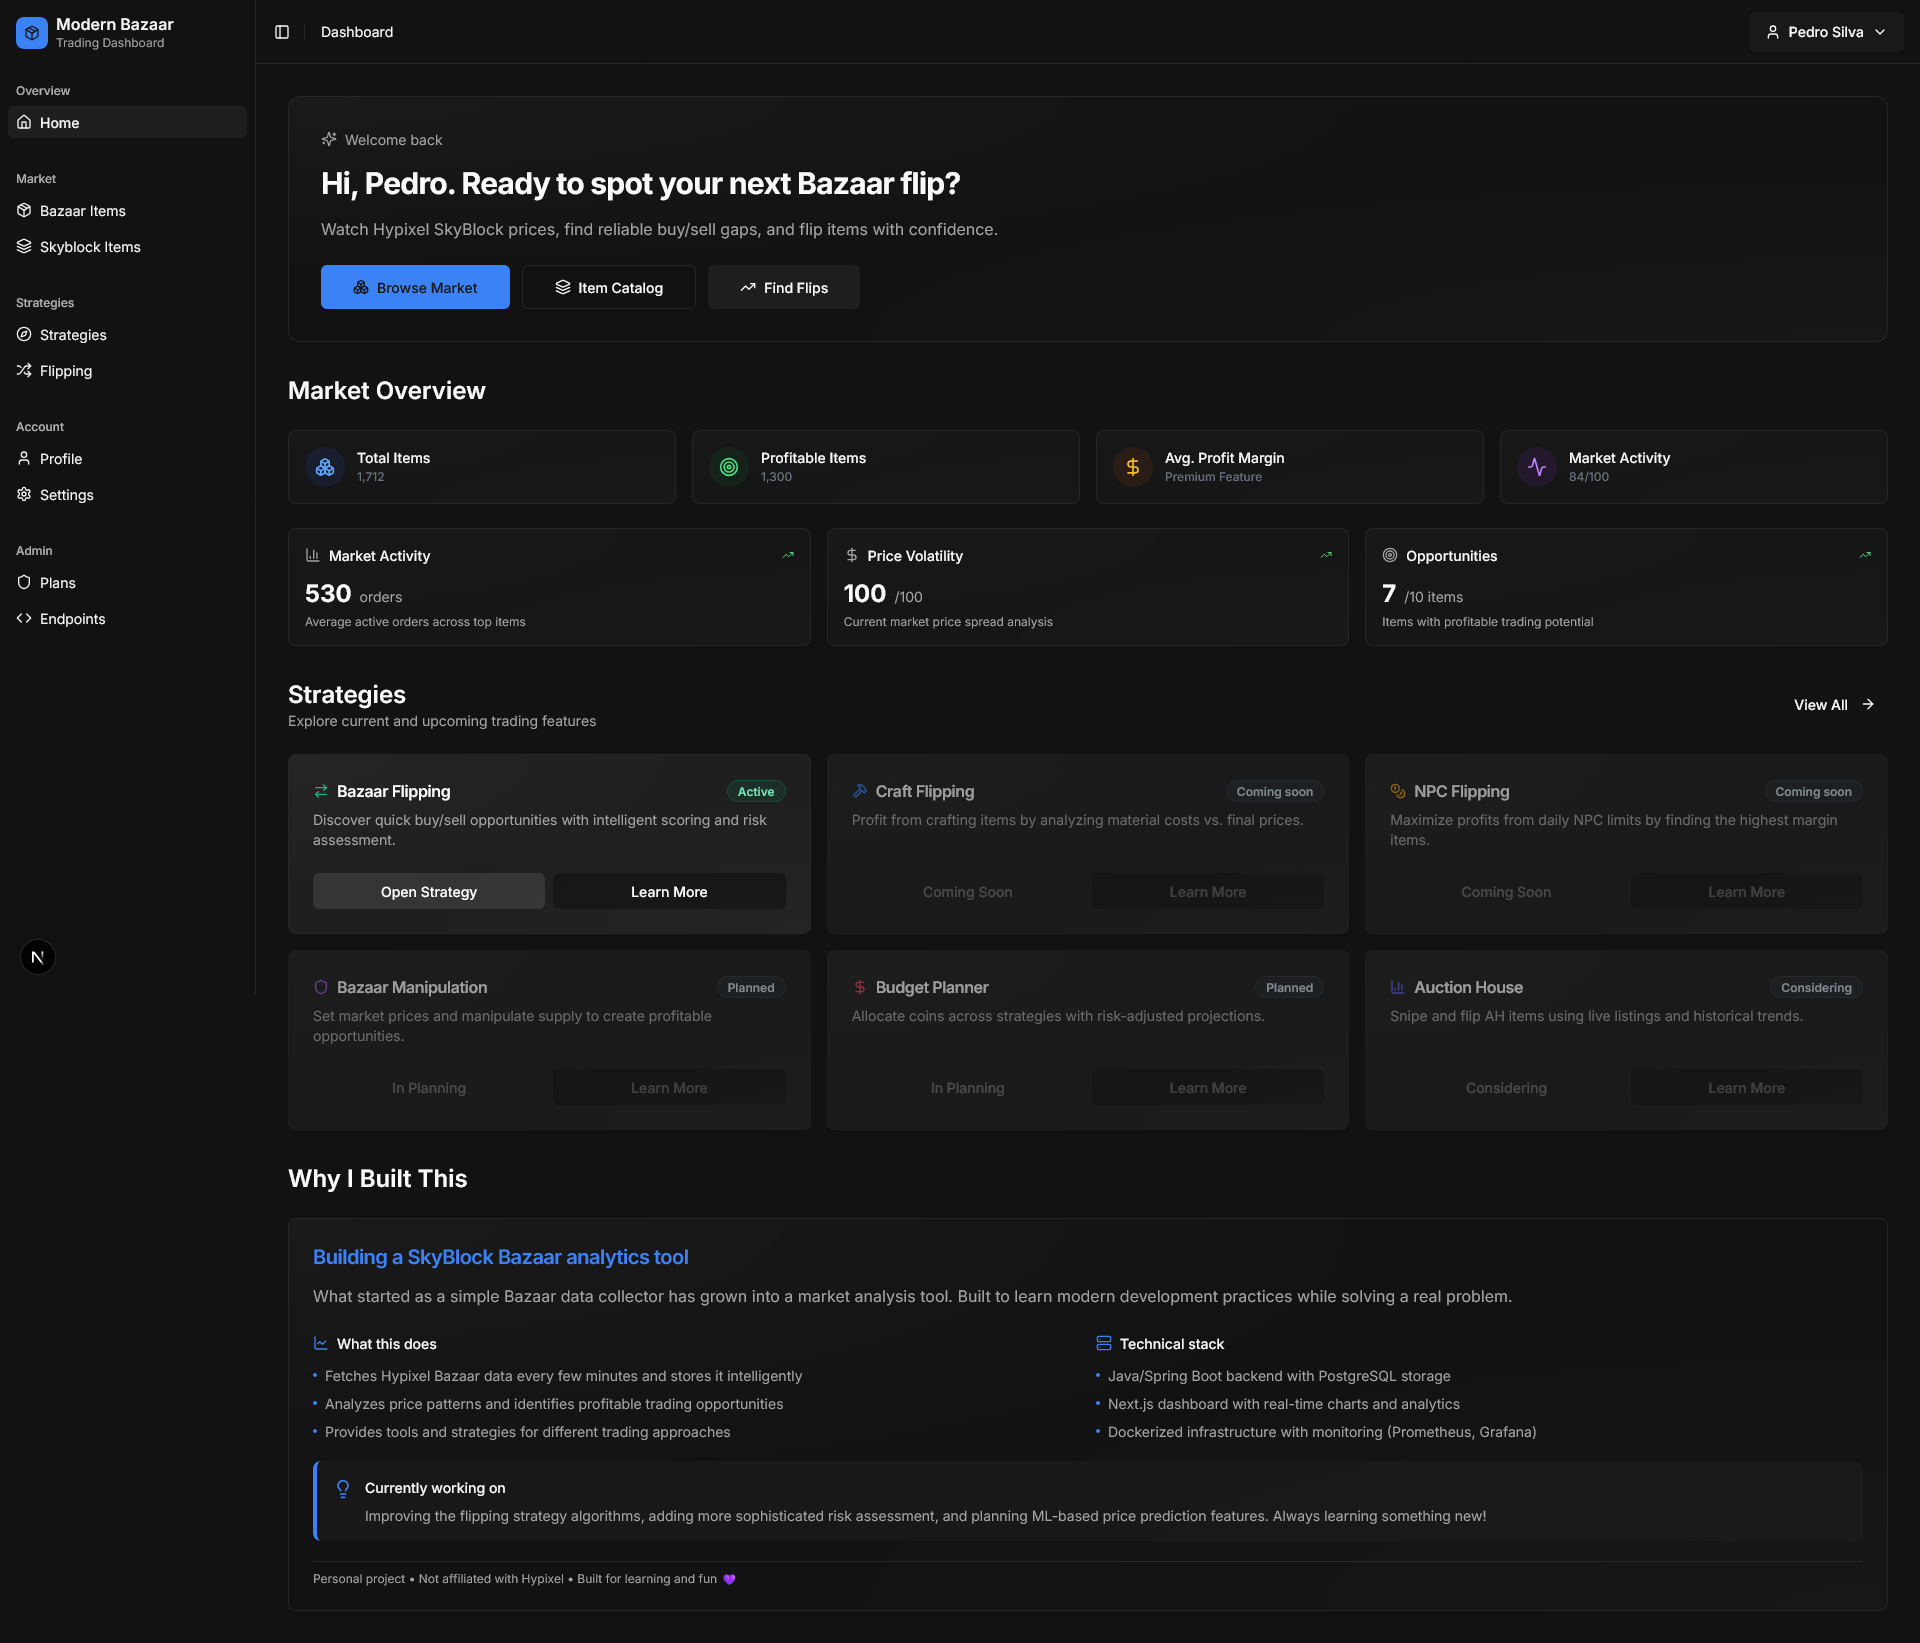 Modern Bazaar
Trading Dashboard
Overview
Home
Market
Bazaar Items
Skyblock Items
Strategies
Strategies
Flipping
Account
Profile
Settings
Admin
Plans
Endpoints
N
Dashboard
Pedro Silva
Welcome back
Hi, Pedro. Ready to spot your next Bazaar flip?
Watch Hypixel SkyBlock prices, find reliable buy/sell gaps, and flip items with confidence.
Browse Market
Item Catalog
Find Flips
Market Overview
Total Items
1,712
Profitable Items
1,300
Avg. Profit Margin
Premium Feature
Market Activity
84/100
Market Activity
530 orders
Average active orders across top items
Price Volatility
100 /100
Current market price spread analysis
Opportunities
7 /10 items
Items with profitable trading potential
Strategies
Explore current and upcoming trading features
View All
Bazaar Flipping
Active
Discover quick buy/sell opportunities with intelligent scoring and risk
assessment.
Open Strategy
Learn More
Craft Flipping
Coming soon
Profit from crafting items by analyzing material costs vs. final prices.
Coming Soon
Learn More
NPC Flipping
Coming soon
Maximize profits from daily NPC limits by finding the highest margin
items.
Coming Soon
Learn More
Bazaar Manipulation
Planned
Set market prices and manipulate supply to create profitable
opportunities.
In Planning
Learn More
Budget Planner
Planned
Allocate coins across strategies with risk-adjusted projections.
In Planning
Learn More
Auction House
Considering
Snipe and flip AH items using live listings and historical trends.
Considering
Learn More
Why I Built This
Building a SkyBlock Bazaar analytics tool
What started as a simple Bazaar data collector has grown into a market analysis tool. Built to learn modern development practices while solving a real problem.
What this does
• Fetches Hypixel Bazaar data every few minutes and stores it intelligently
• Analyzes price patterns and identifies profitable trading opportunities
• Provides tools and strategies for different trading approaches
Technical stack
• Java/Spring Boot backend with PostgreSQL storage
• Next.js dashboard with real-time charts and analytics
• Dockerized infrastructure with monitoring (Prometheus, Grafana)
Currently working on
Improving the flipping strategy algorithms, adding more sophisticated risk assessment, and planning ML-based price prediction features. Always learning something new!
Personal project • Not affiliated with Hypixel • Built for learning and fun 💜